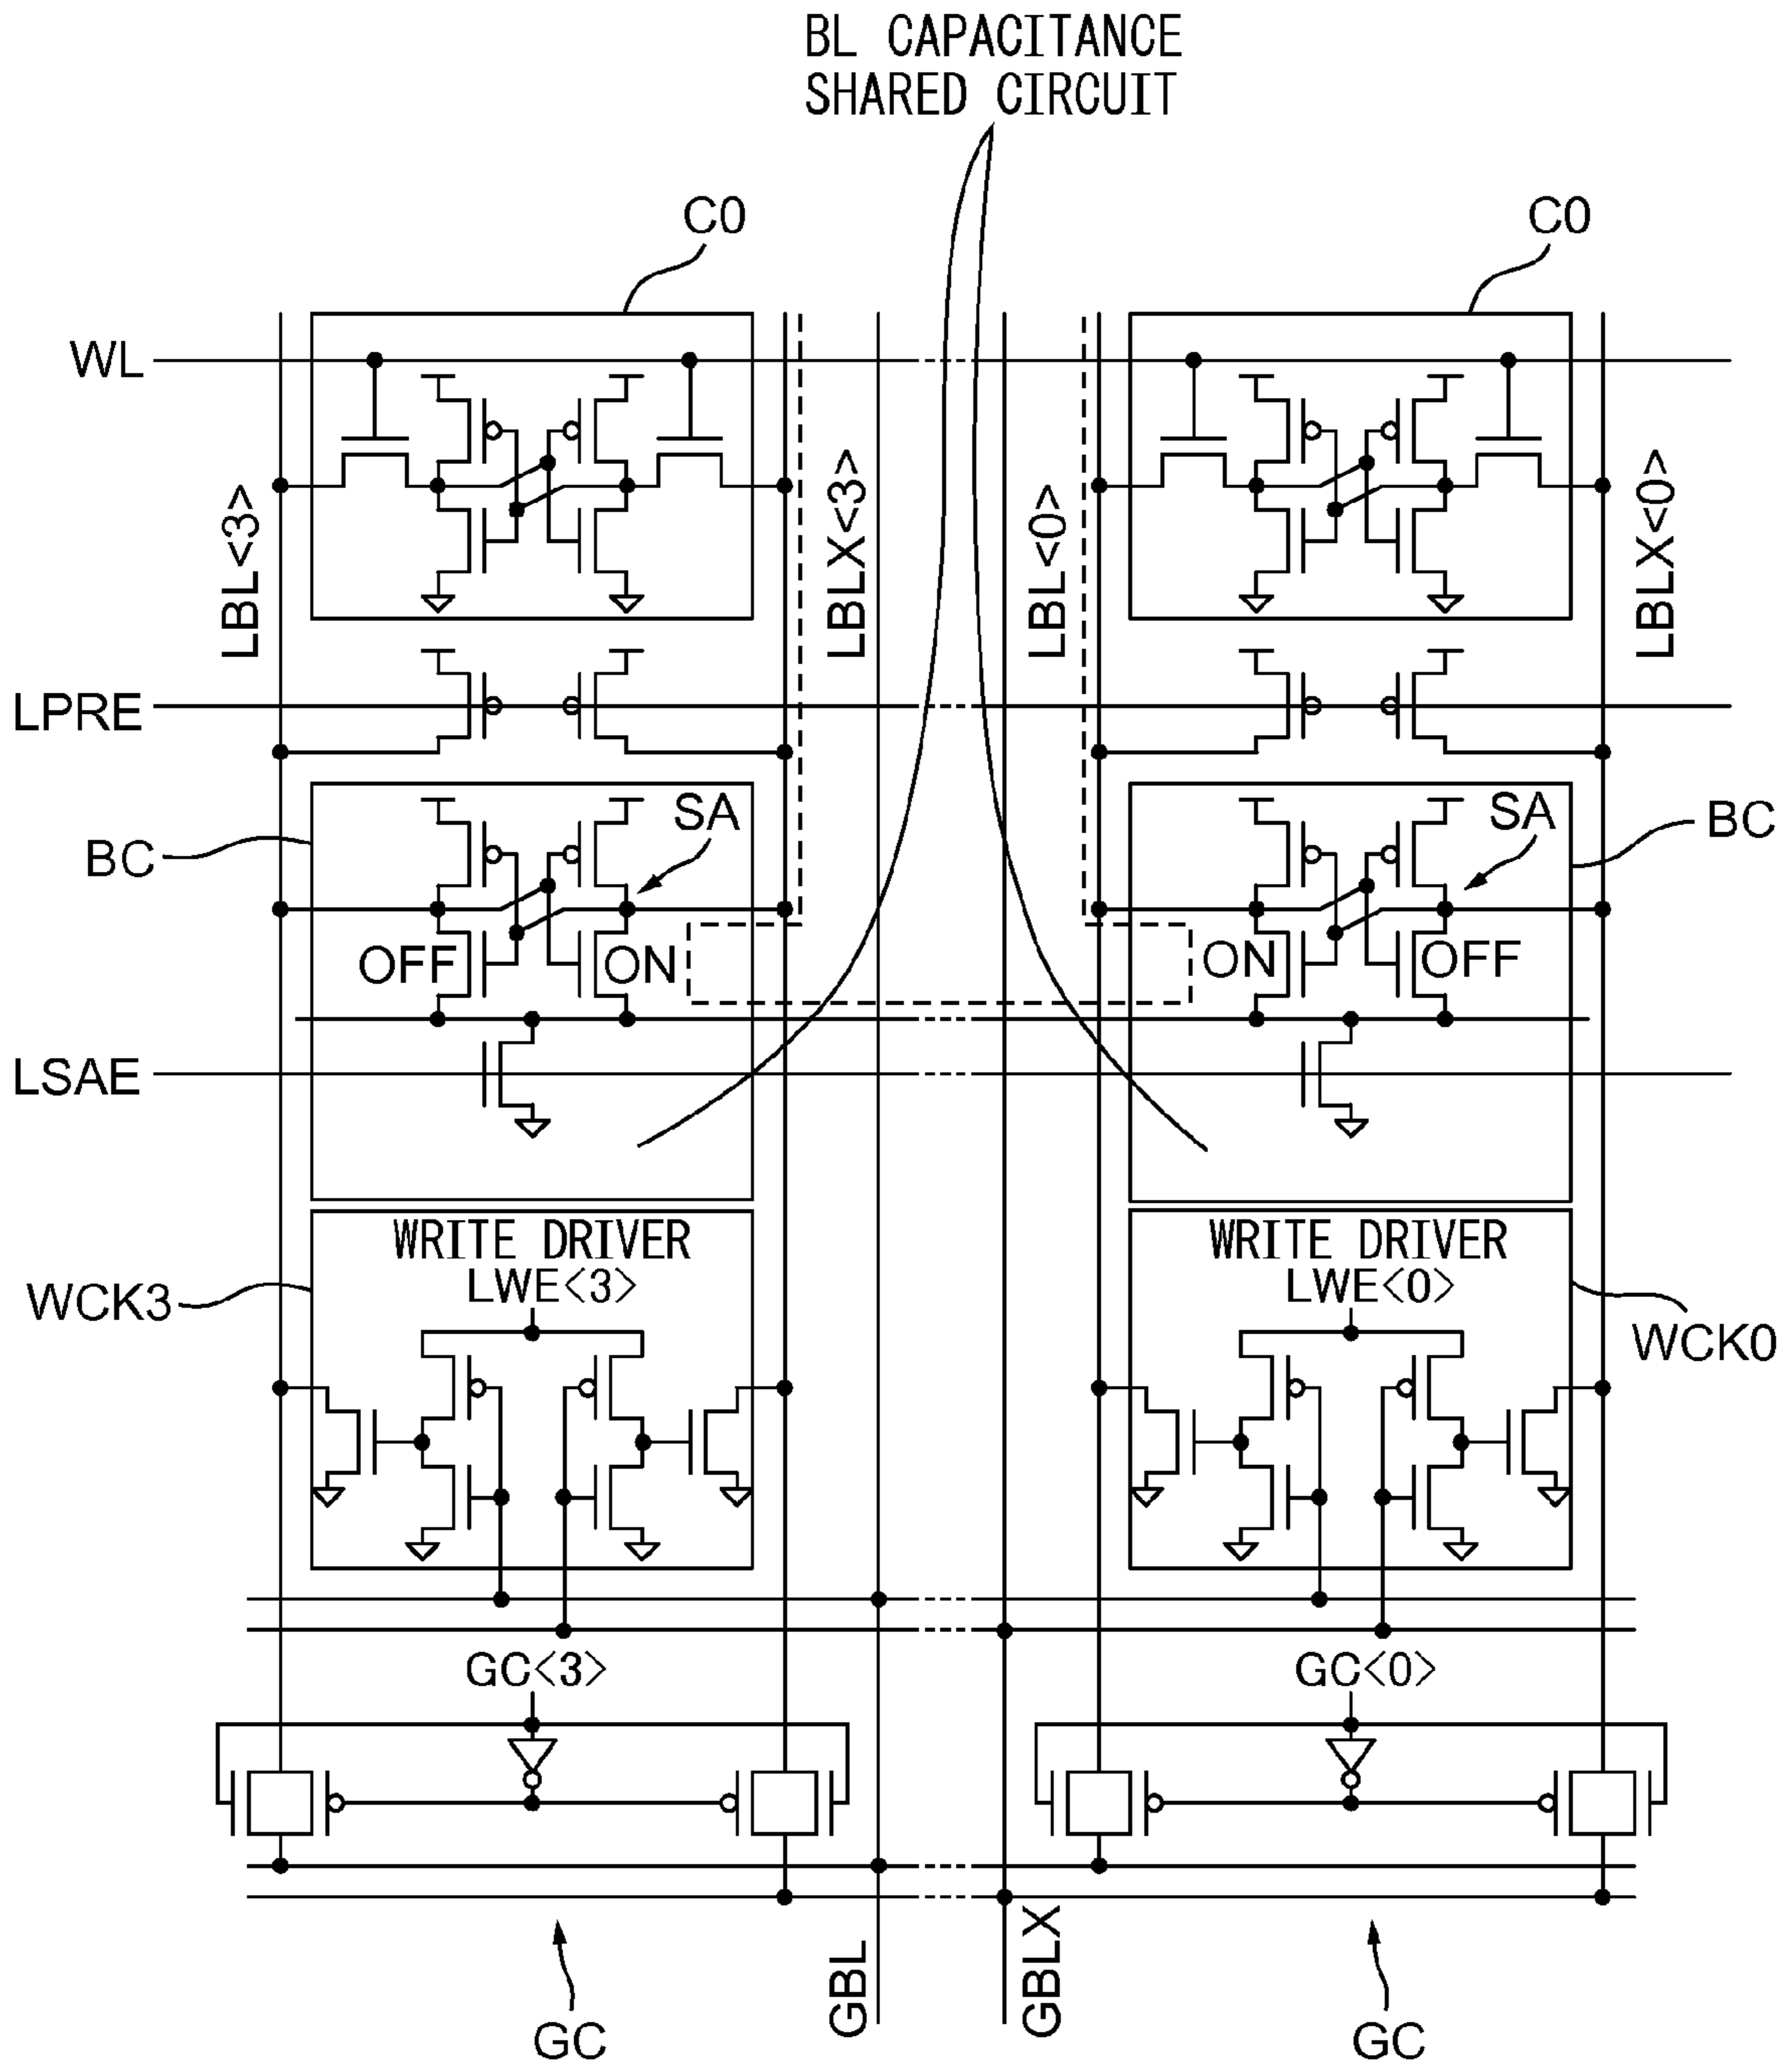 BL CAPACITANCE
SHARED CIRCUIT
C0
C0
WL
LBL<3>
LBLX<3>
LBL<0>
LBLX<0>
LPRE
BC
SA
SA
BC
OFF
ON
ON
OFF
LSAE
WRITE DRIVER
LWE<3>
WRITE DRIVER
LWE<0>
WCK3
WCK0
GC<3>
GC<0>
GBL
GBLX
GC
GC